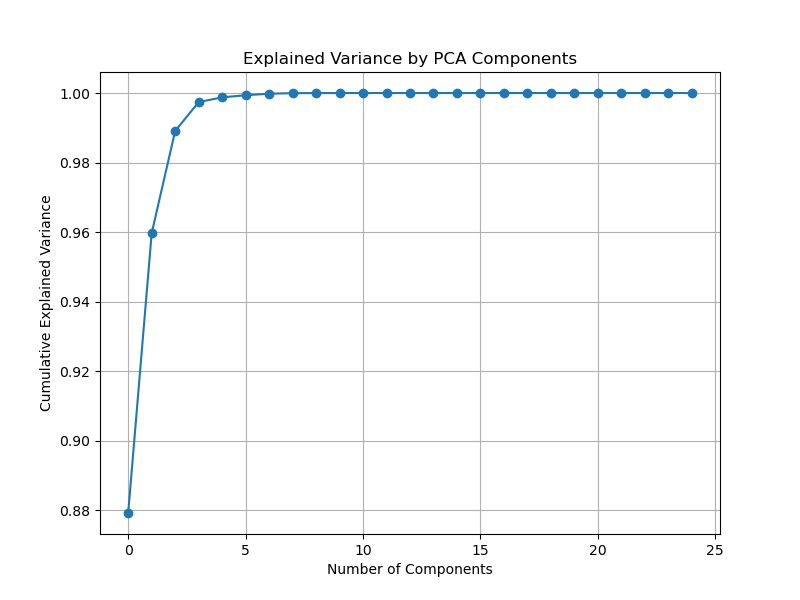 Explained Variance by PCA Components
1.00
0.98
0.96
0.94
0.92
0.90
0.88
Cumulative Explained Variance
0 5 10 15 20 25
Number of Components